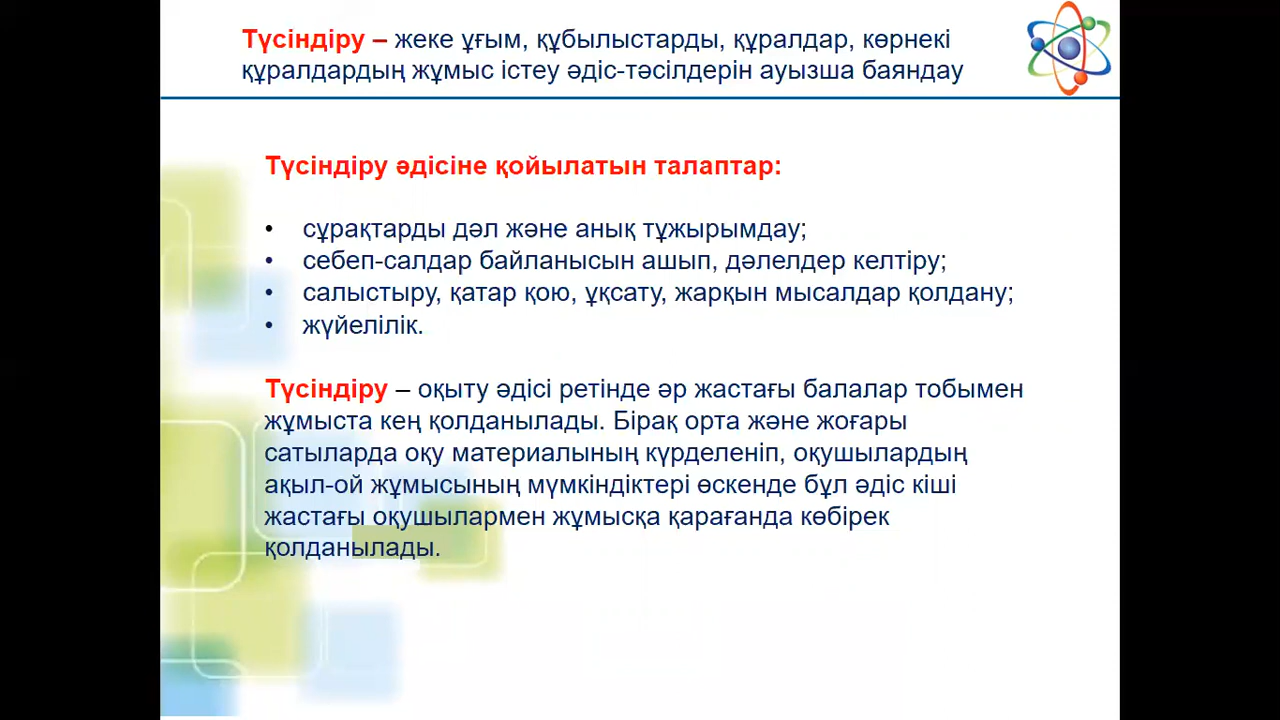 Түсіндіру – жеке ұғым, құбылыстарды, құралдар, көрнекі
құралдардың жұмыс істеу әдіс-тәсілдерін ауызша баяндау
Түсіндіру әдісіне қойылатын талаптар:
• сұрақтарды дәл және анық тұжырымдау;
• себеп-салдар байланысын ашып, дәлелдер келтіру;
• салыстыру, қатар қою, ұқсату, жарқын мысалдар қолдану;
• жүйелілік.
Түсіндіру – оқыту әдісі ретінде әр жастағы балалар тобымен
жұмыста кең қолданылады. Бірақ орта және жоғары
сатыларда оқу материалының күрделеніп, оқушылардың
ақыл-ой жұмысының мүмкіндіктері өскенде бұл әдіс кіші
жастағы оқушылармен жұмысқа қарағанда көбірек
қолданылады.